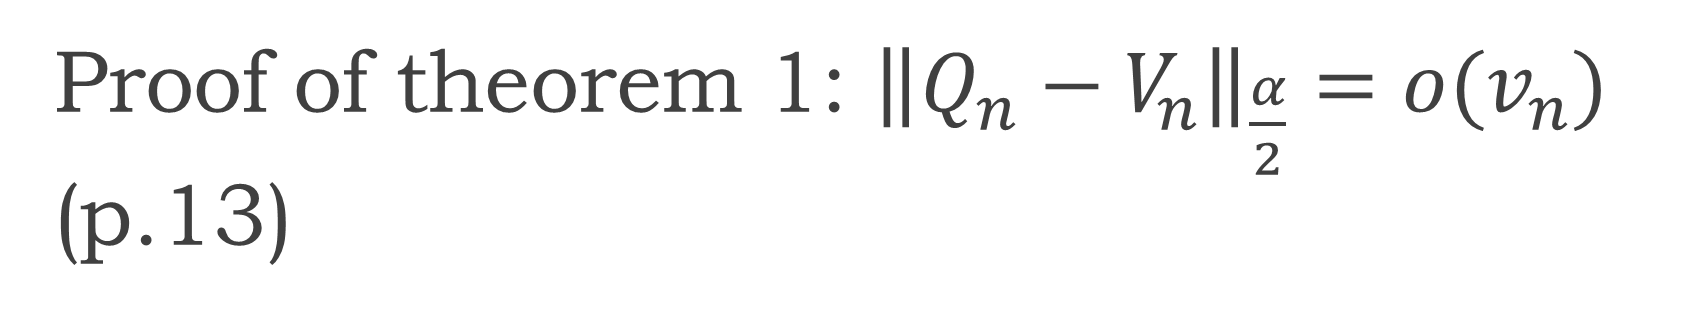 Proof of theorem 1: ‖Qₙ − Vₙ‖_{α/2} = o(vₙ)
(p.13)